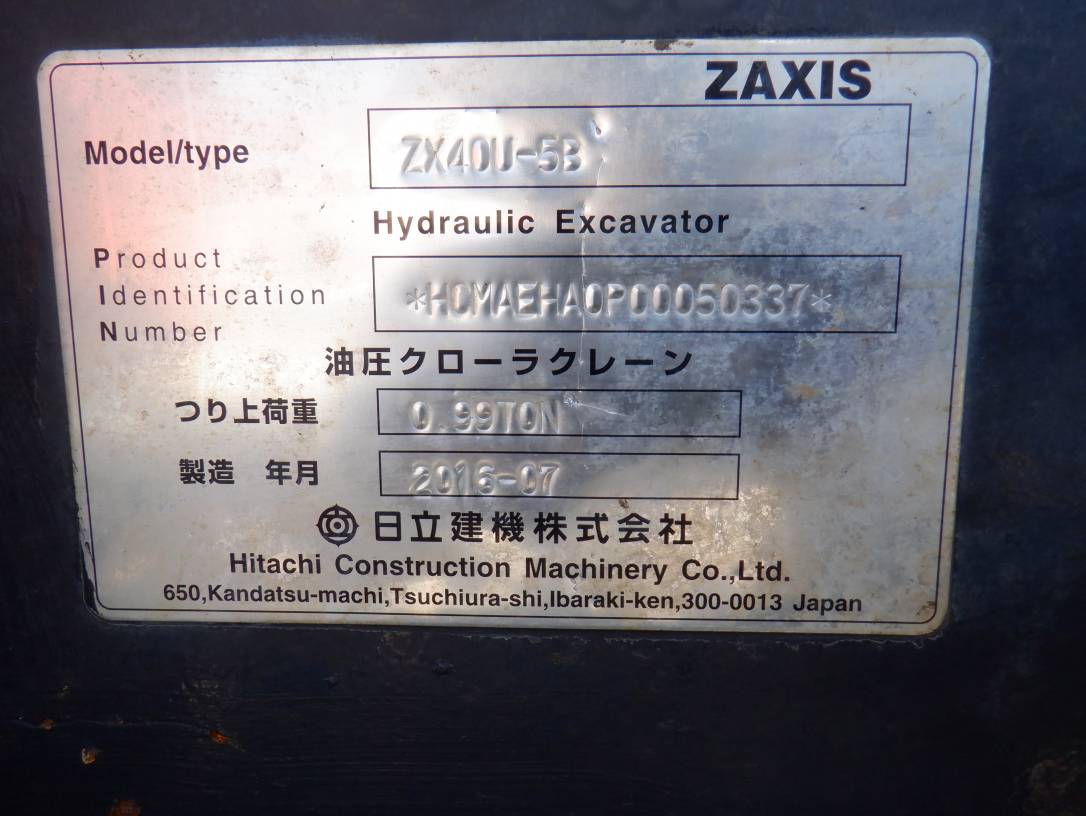 ZAXIS
Model/type ZX40U-5B
Hydraulic Excavator
Product
Identification *HCMAEHA0P00050337*
Number
油圧クローラクレーン
つり上荷重 0.99TON
製造 年月 2016-07
日立建機株式会社
Hitachi Construction Machinery Co.,Ltd.
650,Kandatsu-machi,Tsuchiura-shi,Ibaraki-ken,300-0013 Japan